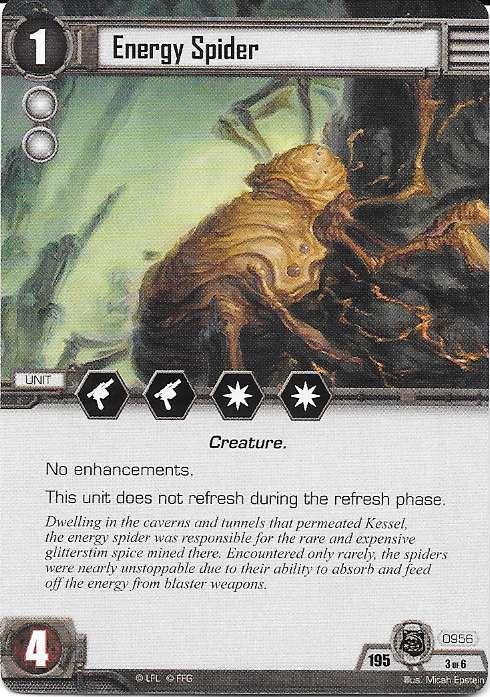 1
Energy Spider
UNIT
Creature.
No enhancements.
This unit does not refresh during the refresh phase.
Dwelling in the caverns and tunnels that permeated Kessel,
the energy spider was responsible for the rare and expensive
glitterstim spice mined there. Encountered only rarely, the spiders
were nearly unstoppable due to their ability to absorb and feed
off the energy from blaster weapons.
4
195
0956
3 OF 6
© LFL © FFG
Illus. Micah Epstein